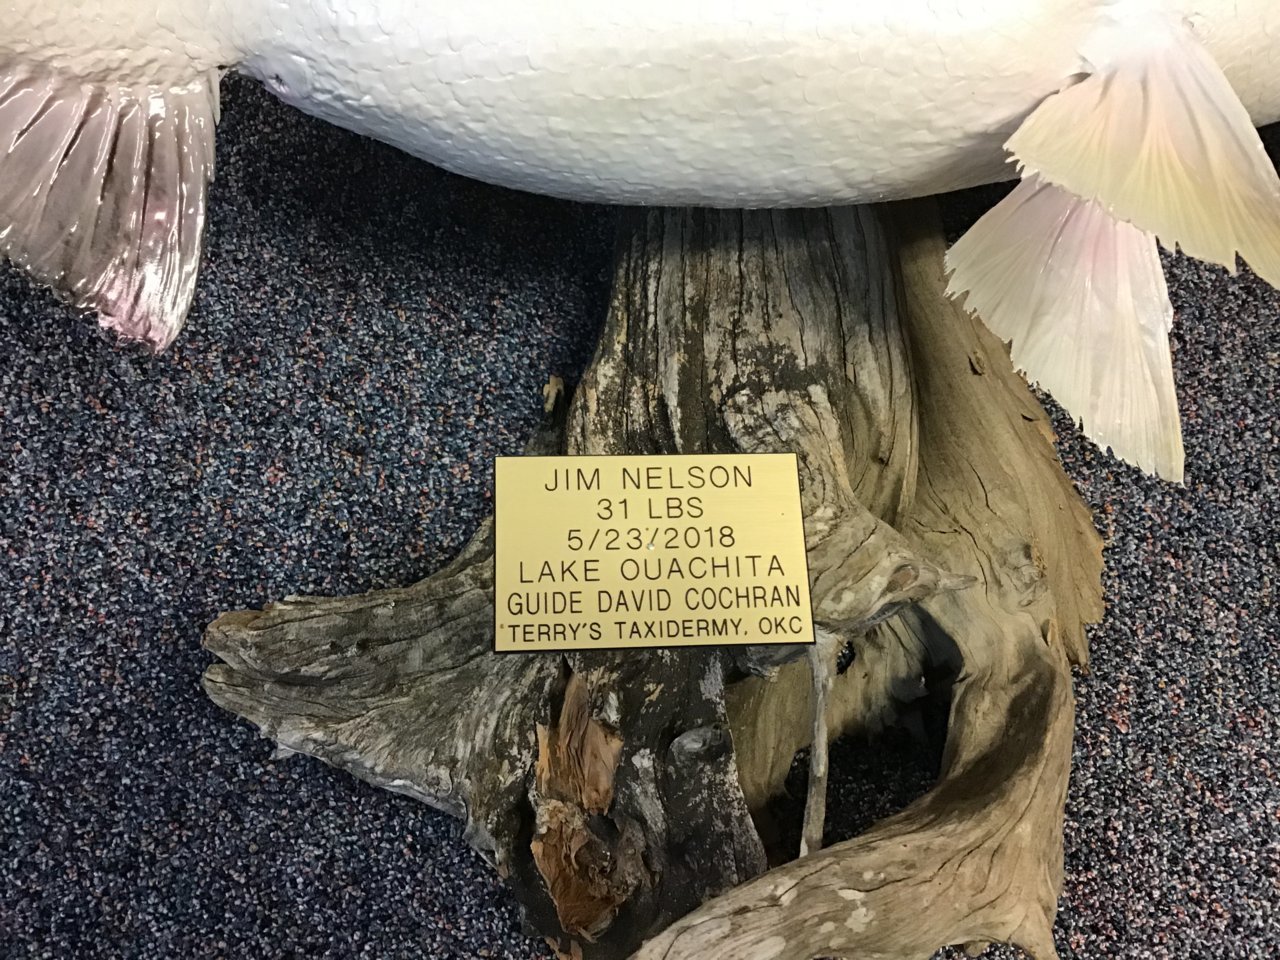 JIM NELSON
31 LBS
5/23/2018
LAKE OUACHITA
GUIDE DAVID COCHRAN
TERRY'S TAXIDERMY, OKC